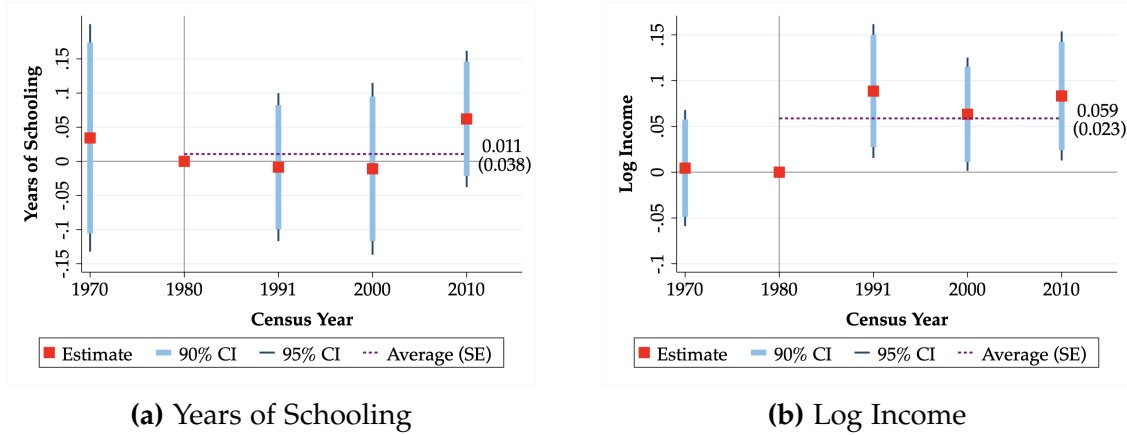 Years of Schooling
.15
.1
.05
0
-.05
-.1
-.15
0.011
(0.038)
1970 1980 1991 2000 2010
Census Year
Estimate 90% CI 95% CI Average (SE)
(a) Years of Schooling
Log Income
.15
.1
.05
0
-.05
-.1
0.059
(0.023)
1970 1980 1991 2000 2010
Census Year
Estimate 90% CI 95% CI Average (SE)
(b) Log Income